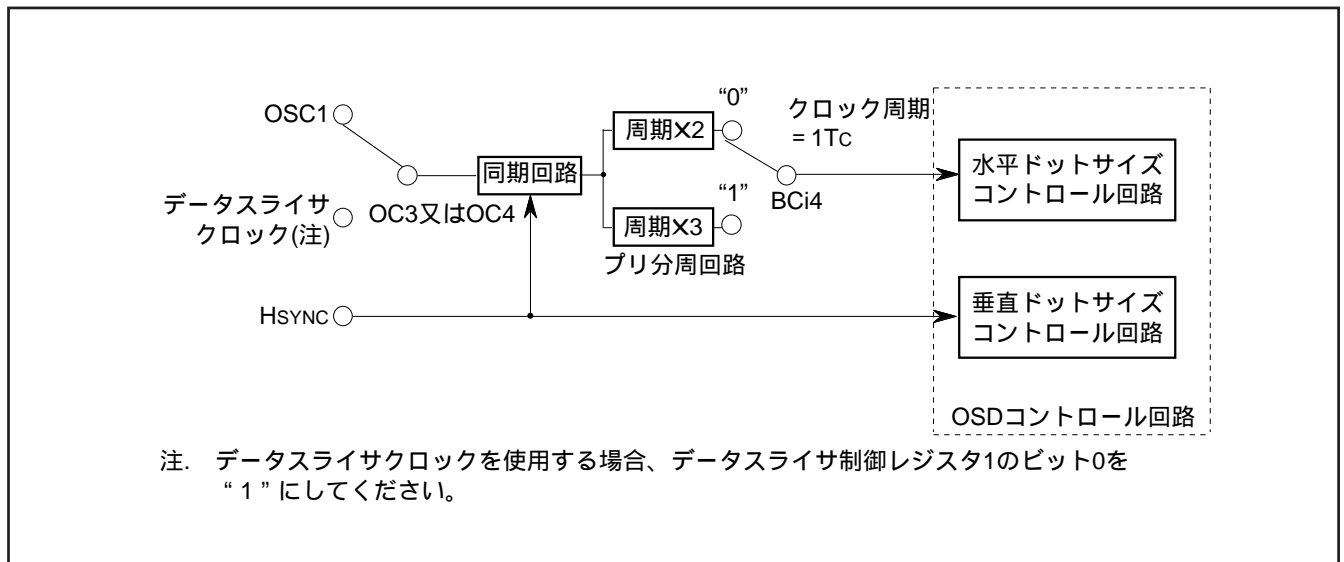 OSC1
データスライサ
クロック(注)
OC3又はOC4
同期回路
周期✕2
周期✕3
プリ分周回路
“0”
“1”
BCi4
クロック周期
= 1TC
水平ドットサイズ
コントロール回路
HSYNC
垂直ドットサイズ
コントロール回路
OSDコントロール回路
注. データスライサクロックを使用する場合、データスライサ制御レジスタ1のビット0を
“ 1 ” にしてください。